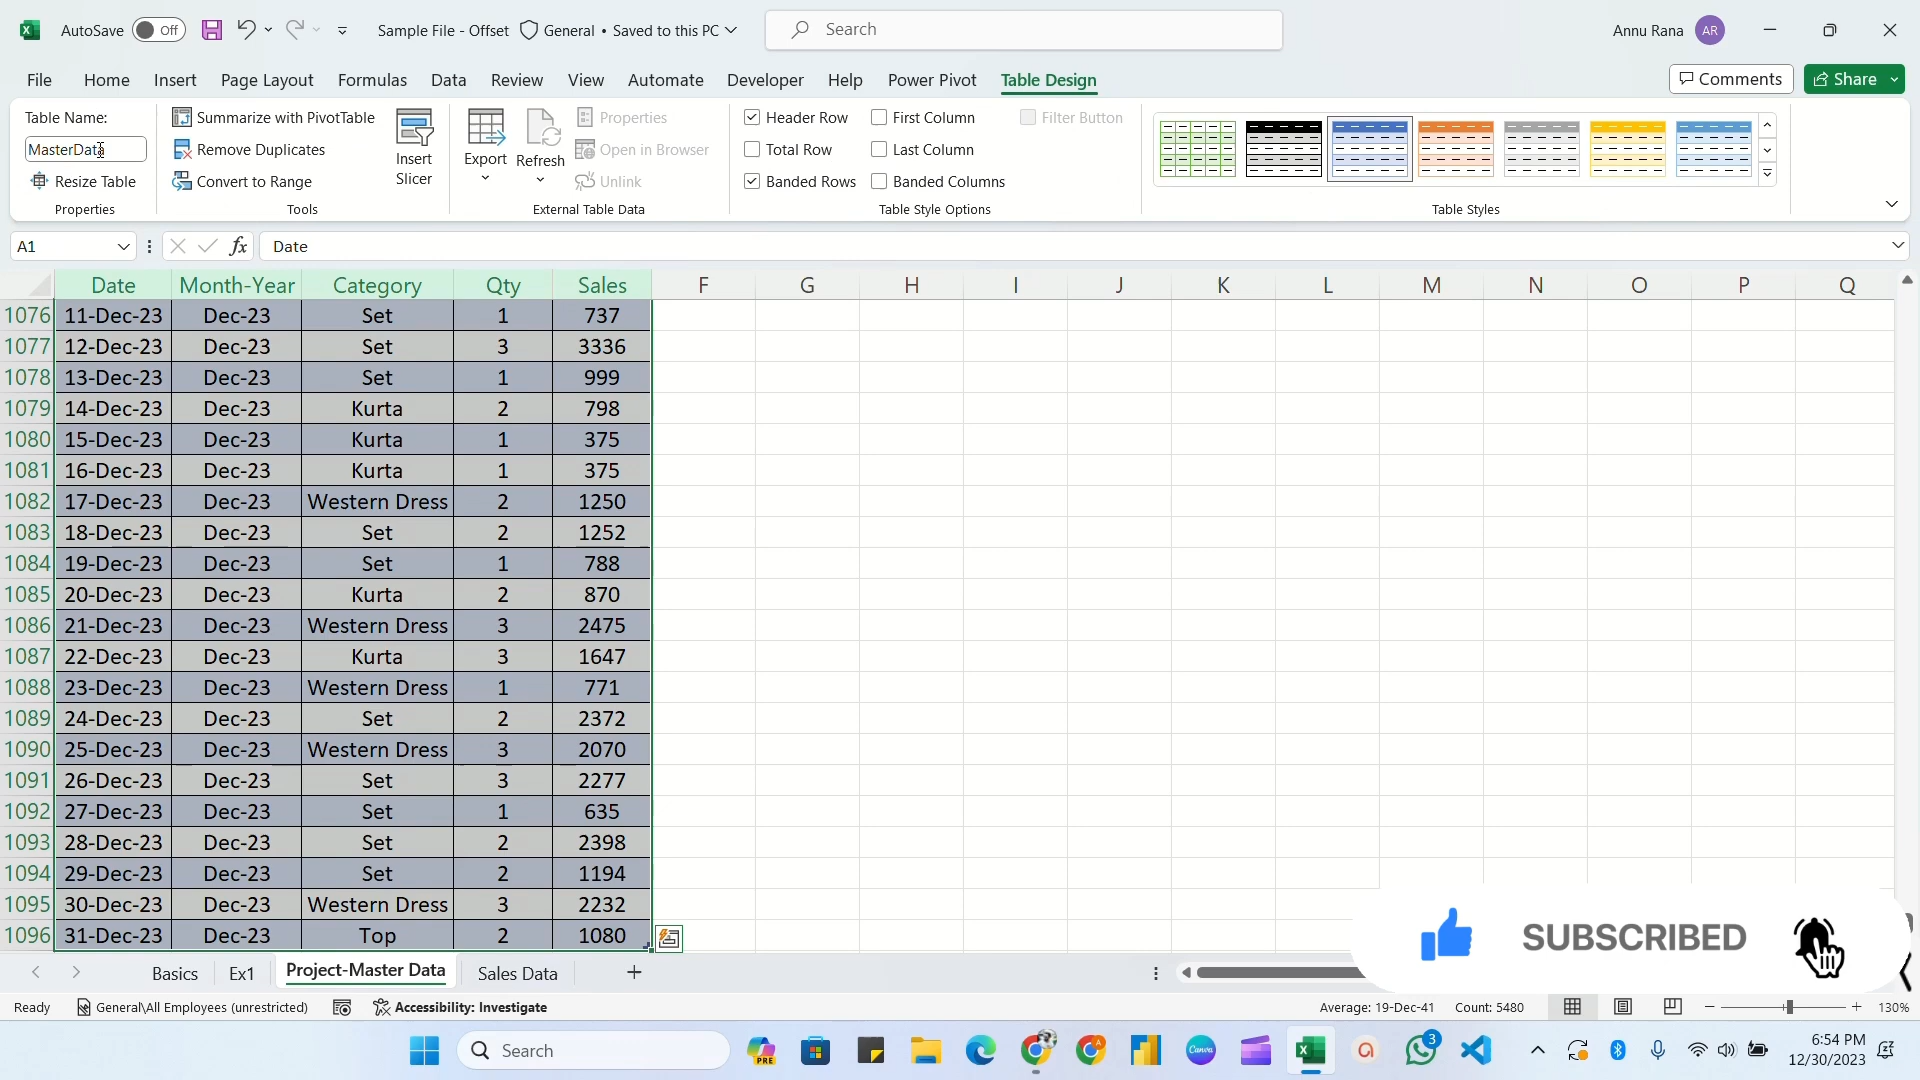 AutoSave Off Sample File - Offset General • Saved to this PC Search Annu Rana AR
File Home Insert Page Layout Formulas Data Review View Automate Developer Help Power Pivot Table Design Comments Share
Table Name:
MasterData
Resize Table
Properties
Summarize with PivotTable
Remove Duplicates
Convert to Range
Insert Slicer
Tools
Export
Refresh
Properties
Open in Browser
Unlink
External Table Data
Header Row First Column Filter Button
Total Row Last Column
Banded Rows Banded Columns
Table Style Options
Table Styles
A1 fx Date
Date Month-Year Category Qty Sales F G H I J K L M N O P Q
1076 11-Dec-23 Dec-23 Set 1 737
1077 12-Dec-23 Dec-23 Set 3 3336
1078 13-Dec-23 Dec-23 Set 1 999
1079 14-Dec-23 Dec-23 Kurta 2 798
1080 15-Dec-23 Dec-23 Kurta 1 375
1081 16-Dec-23 Dec-23 Kurta 1 375
1082 17-Dec-23 Dec-23 Western Dress 2 1250
1083 18-Dec-23 Dec-23 Set 2 1252
1084 19-Dec-23 Dec-23 Set 1 788
1085 20-Dec-23 Dec-23 Kurta 2 870
1086 21-Dec-23 Dec-23 Western Dress 3 2475
1087 22-Dec-23 Dec-23 Kurta 3 1647
1088 23-Dec-23 Dec-23 Western Dress 1 771
1089 24-Dec-23 Dec-23 Set 2 2372
1090 25-Dec-23 Dec-23 Western Dress 3 2070
1091 26-Dec-23 Dec-23 Set 3 2277
1092 27-Dec-23 Dec-23 Set 1 635
1093 28-Dec-23 Dec-23 Set 2 2398
1094 29-Dec-23 Dec-23 Set 2 1194
1095 30-Dec-23 Dec-23 Western Dress 3 2232
1096 31-Dec-23 Dec-23 Top 2 1080
SUBSCRIBED
Basics Ex1 Project-Master Data Sales Data
Ready General\All Employees (unrestricted) Accessibility: Investigate Average: 19-Dec-41 Count: 5480 130%
Search PRE Canva 3 6:54 PM
12/30/2023